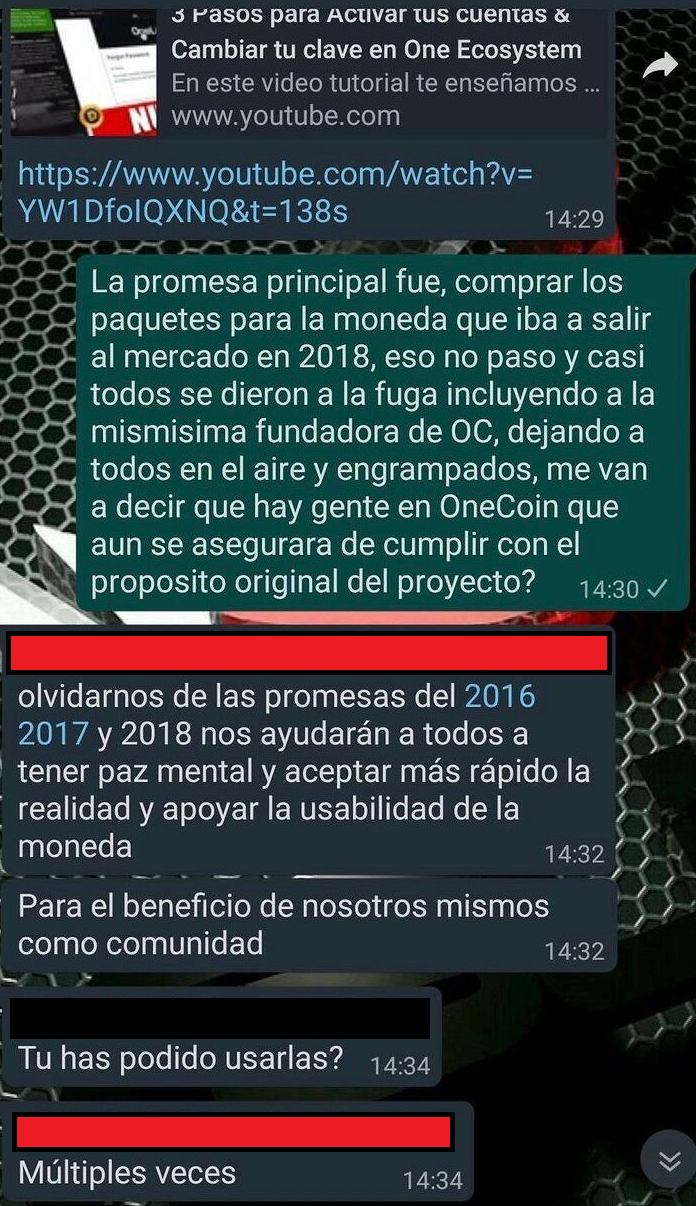 3 Pasos para Activar tus cuentas &
Cambiar tu clave en One Ecosystem
En este video tutorial te enseñamos ...
www.youtube.com
https://www.youtube.com/watch?v=
YW1DfolQXNQ&t=138s
14:29
La promesa principal fue, comprar los
paquetes para la moneda que iba a salir
al mercado en 2018, eso no paso y casi
todos se dieron a la fuga incluyendo a la
mismisima fundadora de OC, dejando a
todos en el aire y engrampados, me van
a decir que hay gente en OneCoin que
aun se asegurara de cumplir con el
proposito original del proyecto?
14:30
olvidarnos de las promesas del 2016
2017 y 2018 nos ayudarán a todos a
tener paz mental y aceptar más rápido la
realidad y apoyar la usabilidad de la
moneda
14:32
Para el beneficio de nosotros mismos
como comunidad
14:32
Tu has podido usarlas?
14:34
Múltiples veces
14:34